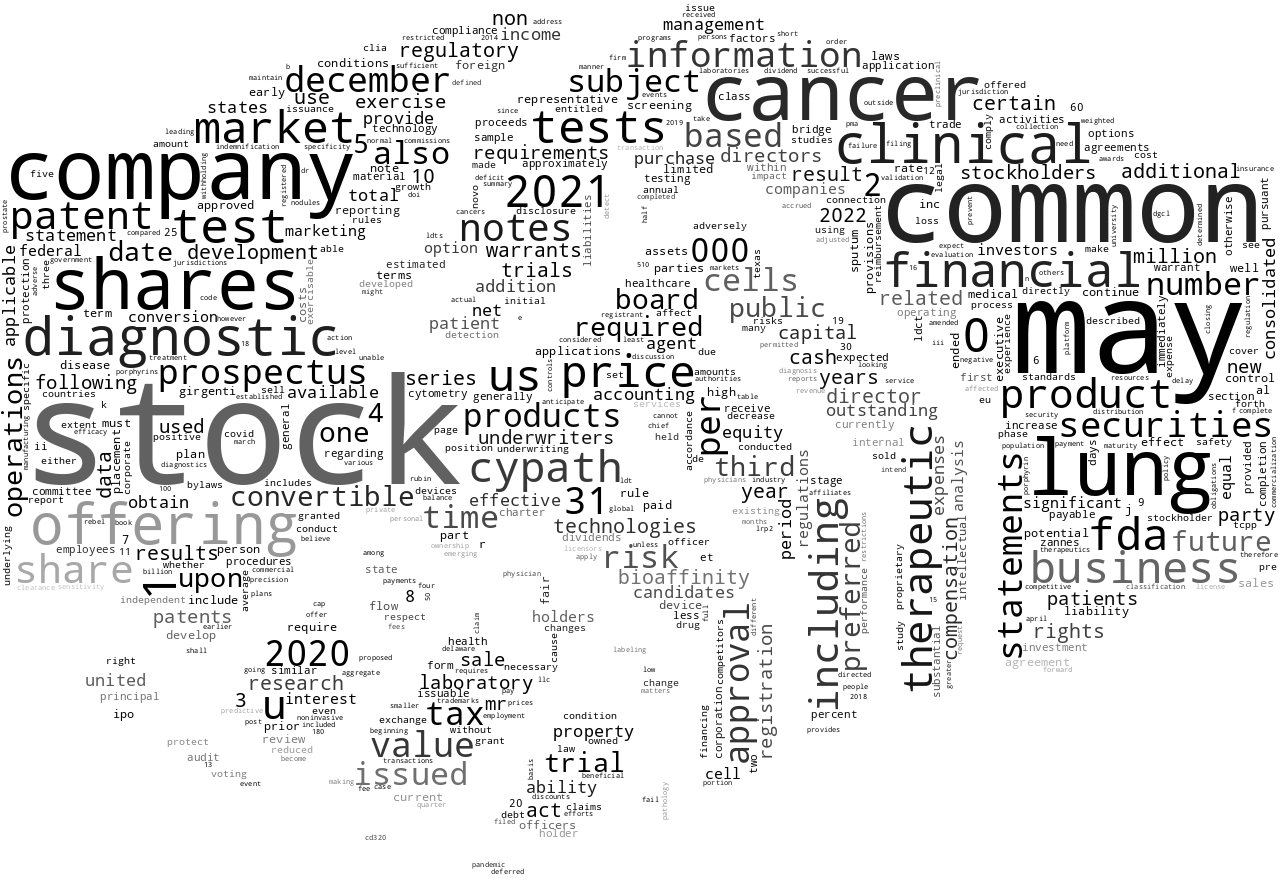 issue
received
non address
management
compliance income
programs persons factors short
restricted 2014
firm order
clia regulatory
information laws
conditions sufficient foreign
b manner application
december subject laboratories dividend successful
maintain defined
cancer
preclinical
offered
jurisdiction
early use exercise
representative events screening class outside certain 60
states issuance provide
since entitled
market technology proceeds tests 2019 take
leading indemnification 5 normal commissions
sample based bridge pma trade comply activities weighted
collection options
amount specificity also requirements transaction directors studies failure filing clinical need agreements
company withholding registered dr material note 10 approximately purchase within companies result 12 rate validation legal stockholders awards cost additional insurance
five nodules total growth doi made deficit summary novo limited testing impact 2
prostate approved reporting cancers 2021 annual completed accrued connection inc common university dgcl determined otherwise pursuant
patent compared 25 test rules disclosure half detect 2022 loss prevent
statement marketing ldts notes liabilities adversely using adjusted
federal date development able option warrants assets 000 texas sputum provisions reimbursement expect evaluation investors make million see
applicable protection adverse three government jurisdictions costs exercisable estimated trials 510 parties markets financial 16 n others warrant well
shares terms developed addition healthcare cells related medical directly continue number
code might actual initial board public operating process described
term conversion however net e registrant affect risks 19 capital ldct amended iii ended 0 executive experience may platform immediately expense closing regulation consolidated
18 action patient detection required many permitted 30 negative 6 cover
diagnostic level considered least agent due cash expected looking standards new
disease treatment unable applications discussion diagnosis reports years service first affected resources delay control
following porphyrins prospectus series us controls price set amounts authorities revenue director eu product section al
countries girgenti sell established available cytometry generally anticipate accounting services high table outstanding increase security distribution forth f complete
operations manufacturing specific k extent efficacy must used general 4 page products cannot chief held per receive decrease currently phase population payment maturity days securities
stock positive covid march one underwriters equity internal effect safety
ii either plan diagnostics regarding various position underwriting accordance de conducted therapeutic expenses analysis lung policy obligations equal provided completion commercialization
data placement corporate 100 bylaws includes rubin cypath ldt third sold intend statements porphyrin
committee report obtain convertible devices balance effective 31 global rule paid physicians industry year regulations stage affiliates significant j 9 stockholder
underlying offering rebel 7 book granted private personal time charter technologies existing months including payable party
employees 11 results person conduct believe part r dividends unless officer lrp2 period potential fda tcpp future
share whether procedures among ownership emerging licensors apply risk et preferred performance restrictions proprietary compensation intellectual zannes therapeutics therefore
clearance sensitivity 1 billion upon commercial precision state physician bioaffinity business pre
independent include average plans payments four 8 50 fair candidates device full 15 request competitive classification license sales
patents earlier cap flow respect fees claim holders less drug different study patients liability
develop shall offer require changes approval registration april rights
2020 proposed health delaware cause labeling competitors substantial greater investment
right going similar aggregate form requires sale necessary low matters agreement forward
united research issuable laboratory llc change directed people 2018
principal 3 u interest smaller trademarks pay mr prices corporation
ipo predictive post noninvasive even included prior 180 exchange tax employment condition financing percent provides
protect review beginning without grant property owned
audit 13 reduced become value transactions law two
voting event making issued basis trial beneficial cell portion
fee case ability
current quarter discounts fail pathology
20 debt act claims efforts
filed officers holder
cd320
pandemic
deferred